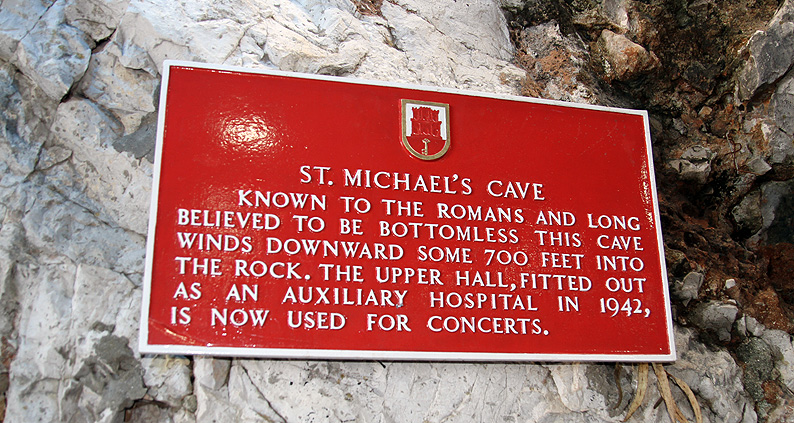 ST. MICHAEL'S CAVE
KNOWN TO THE ROMANS AND LONG
BELIEVED TO BE BOTTOMLESS THIS CAVE
WINDS DOWNWARD SOME 700 FEET INTO
THE ROCK. THE UPPER HALL, FITTED OUT
AS AN AUXILIARY HOSPITAL IN 1942,
IS NOW USED FOR CONCERTS.